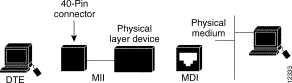 40-Pin
connector
Physical
layer device
Physical
medium
DTE
MII
MDI
12333